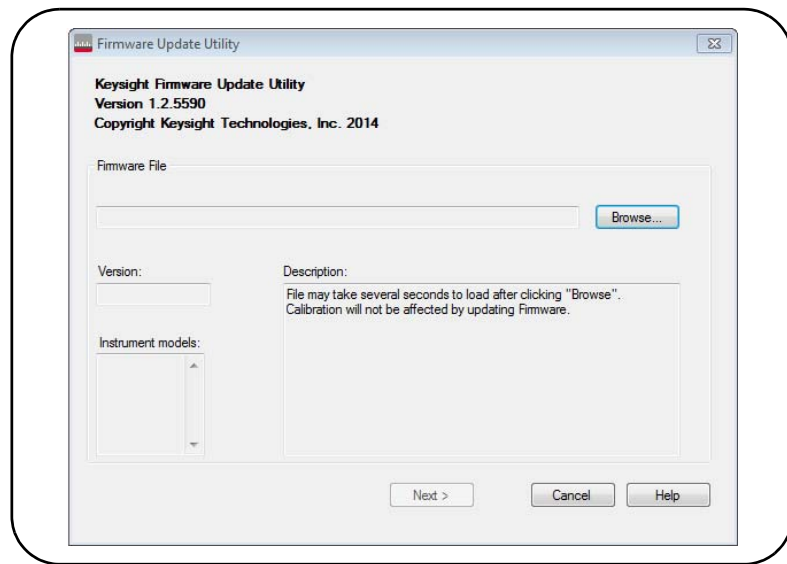 Firmware Update Utility
Keysight Firmware Update Utility
Version 1.2.5590
Copyright Keysight Technologies, Inc. 2014
Firmware File
Browse...
Version:
Description:
File may take several seconds to load after clicking "Browse".
Calibration will not be affected by updating Firmware.
Instrument models:
Next >
Cancel
Help